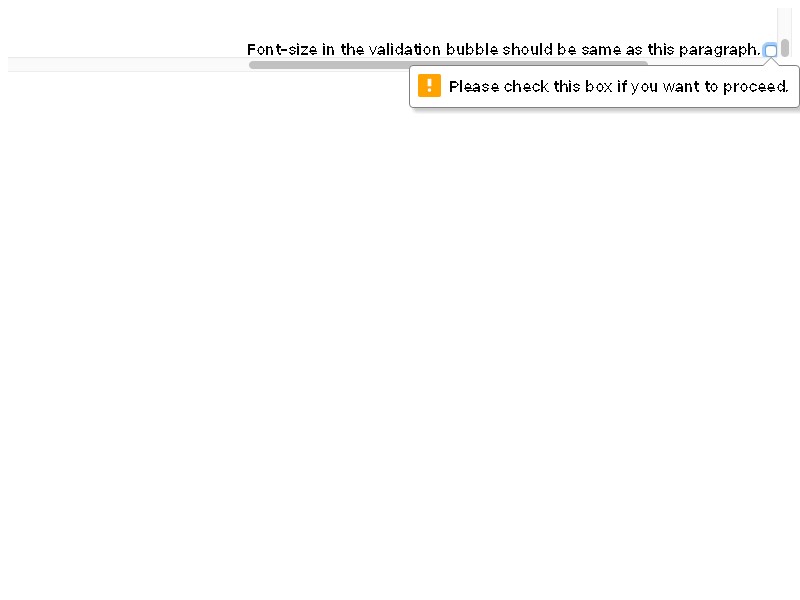 Font-size in the validation bubble should be same as this paragraph.
Please check this box if you want to proceed.